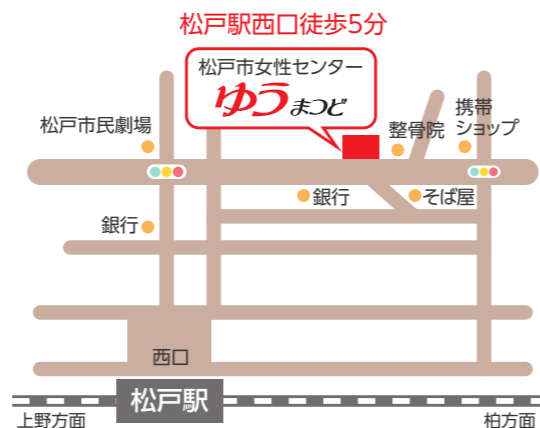 松戸駅西口徒歩5分
松戸市女性センター
ゆうまつど
松戸市民劇場
整骨院
携帯
ショップ
銀行
そば屋
銀行
西口
松戸駅
上野方面
柏方面